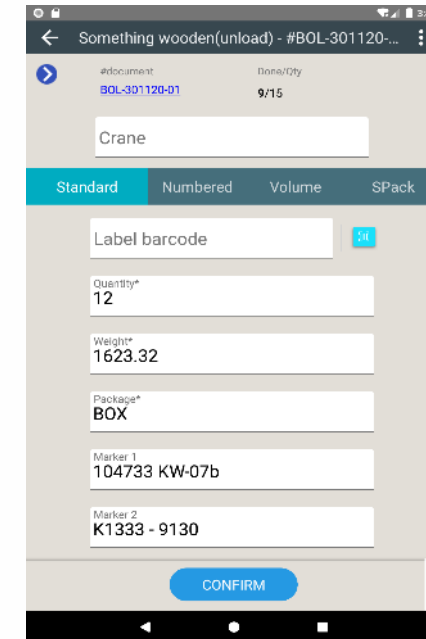 Something wooden(unload) - #BOL-301120-...
#document Done/Qty
BOL-301120-01 9/15
Crane
Standard Numbered Volume SPack
Label barcode
Quantity*
12
Weight*
1623.32
Package*
BOX
Marker 1
104733 KW-07b
Marker 2
K1333 - 9130
CONFIRM